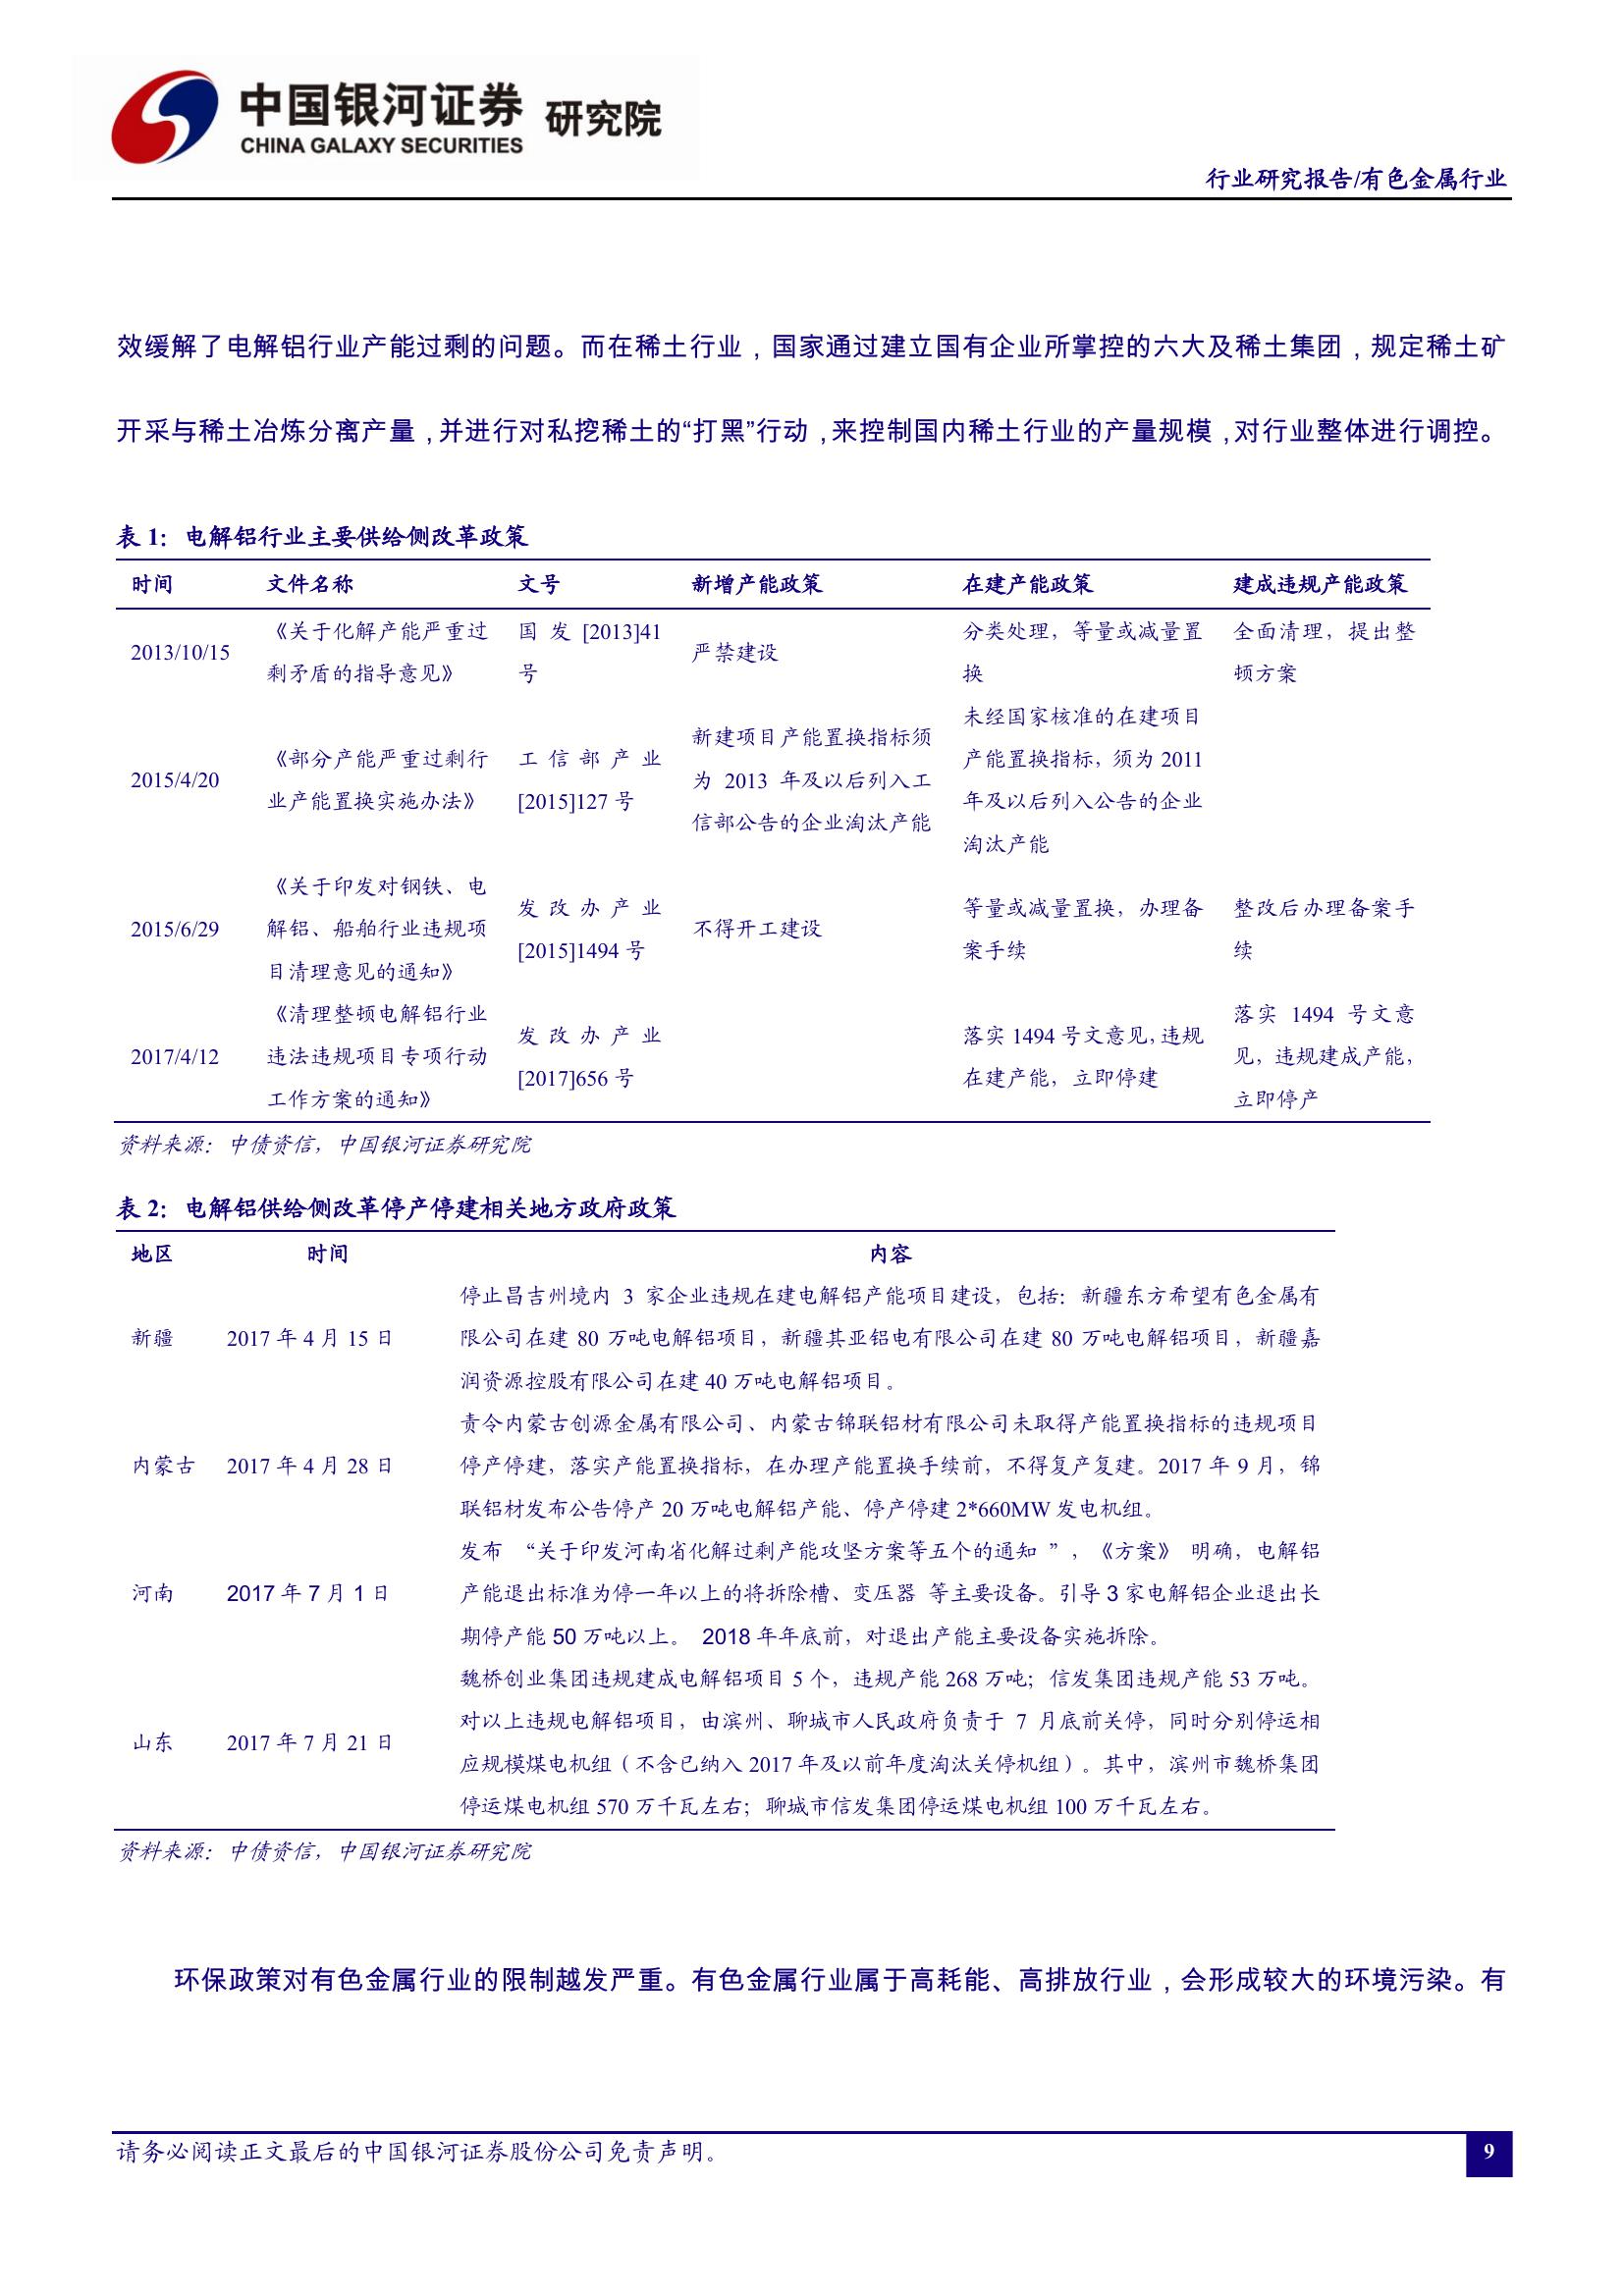 中国银河证券 研究院
CHINA GALAXY SECURITIES
行业研究报告/有色金属行业
效缓解了电解铝行业产能过剩的问题。而在稀土行业，国家通过建立国有企业所掌控的六大及稀土集团，规定稀土矿
开采与稀土冶炼分离产量，并进行对私挖稀土的“打黑”行动，来控制国内稀土行业的产量规模，对行业整体进行调控。
表 1：电解铝行业主要供给侧改革政策
时间 文件名称 文号 新增产能政策 在建产能政策 建成违规产能政策
2013/10/15 《关于化解产能严重过 国 发 [2013]41 严禁建设 分类处理，等量或减量置 全面清理，提出整
剩矛盾的指导意见》 号 换 顿方案
未经国家核准的在建项目
2015/4/20 《部分产能严重过剩行 工 信 部 产 业 新建项目产能置换指标须 产能置换指标，须为 2011
业产能置换实施办法》 [2015]127 号 为 2013 年及以后列入工 年及以后列入公告的企业
信部公告的企业淘汰产能 淘汰产能
《关于印发对钢铁、电
2015/6/29 解铝、船舶行业违规项 发 改 办 产 业 不得开工建设 等量或减量置换，办理备 整改后办理备案手
目清理意见的通知》 [2015]1494 号 案手续 续
《清理整顿电解铝行业 落实 1494 号文意
2017/4/12 违法违规项目专项行动 发 改 办 产 业 落实 1494 号文意见，违规 见，违规建成产能，
工作方案的通知》 [2017]656 号 在建产能，立即停建 立即停产
资料来源：中债资信，中国银河证券研究院
表 2：电解铝供给侧改革停产停建相关地方政府政策
地区 时间 内容
停止昌吉州境内 3 家企业违规在建电解铝产能项目建设，包括：新疆东方希望有色金属有
新疆 2017 年 4 月 15 日 限公司在建 80 万吨电解铝项目，新疆其亚铝电有限公司在建 80 万吨电解铝项目，新疆嘉
润资源控股有限公司在建 40 万吨电解铝项目。
责令内蒙古创源金属有限公司、内蒙古锦联铝材有限公司未取得产能置换指标的违规项目
内蒙古 2017 年 4 月 28 日 停产停建，落实产能置换指标，在办理产能置换手续前，不得复产复建。2017 年 9 月，锦
联铝材发布公告停产 20 万吨电解铝产能、停产停建 2*660MW 发电机组。
发布 “关于印发河南省化解过剩产能攻坚方案等五个的通知 ”，《方案》 明确，电解铝
河南 2017 年 7 月 1 日 产能退出标准为停一年以上的将拆除槽、变压器 等主要设备。引导 3 家电解铝企业退出长
期停产能 50 万吨以上。 2018 年年底前，对退出产能主要设备实施拆除。
魏桥创业集团违规建成电解铝项目 5 个，违规产能 268 万吨；信发集团违规产能 53 万吨。
山东 2017 年 7 月 21 日 对以上违规电解铝项目，由滨州、聊城市人民政府负责于 7 月底前关停，同时分别停运相
应规模煤电机组（不含已纳入 2017 年及以前年度淘汰关停机组）。其中，滨州市魏桥集团
停运煤电机组 570 万千瓦左右；聊城市信发集团停运煤电机组 100 万千瓦左右。
资料来源：中债资信，中国银河证券研究院
环保政策对有色金属行业的限制越发严重。有色金属行业属于高耗能、高排放行业，会形成较大的环境污染。有
请务必阅读正文最后的中国银河证券股份公司免责声明。
9